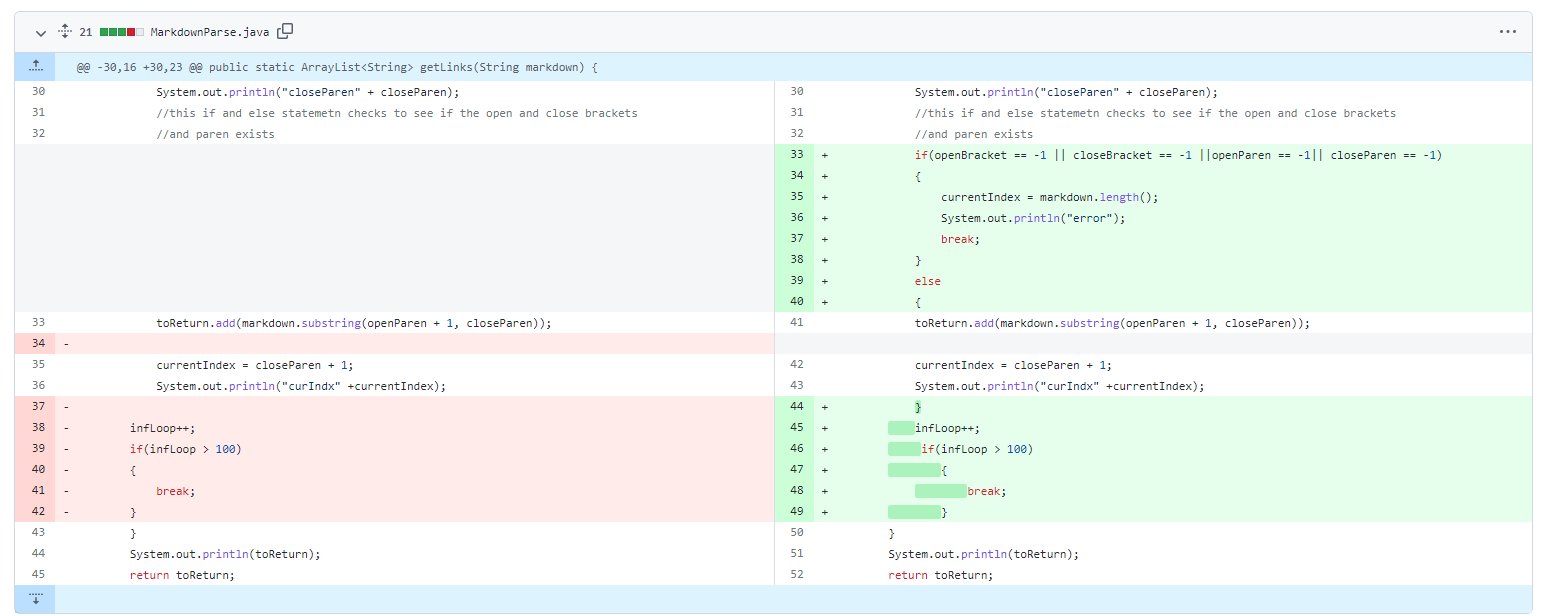 21 MarkdownParse.java
@@ -30,16 +30,23 @@ public static ArrayList<String> getLinks(String markdown) {
30 System.out.println("closeParen" + closeParen); 30 System.out.println("closeParen" + closeParen);
31 //this if and else statemetn checks to see if the open and close brackets 31 //this if and else statemetn checks to see if the open and close brackets
32 //and paren exists 32 //and paren exists
33 + if(openBracket == -1 || closeBracket == -1 ||openParen == -1|| closeParen == -1)
34 + {
35 + currentIndex = markdown.length();
36 + System.out.println("error");
37 + break;
38 + }
39 + else
40 + {
33 toReturn.add(markdown.substring(openParen + 1, closeParen)); 41 toReturn.add(markdown.substring(openParen + 1, closeParen));
34 -
35 currentIndex = closeParen + 1; 42 currentIndex = closeParen + 1;
36 System.out.println("curIndx" +currentIndex); 43 System.out.println("curIndx" +currentIndex);
37 - 44 + }
38 - infLoop++; 45 + infLoop++;
39 - if(infLoop > 100) 46 + if(infLoop > 100)
40 - { 47 + {
41 - break; 48 + break;
42 - } 49 + }
43 } 50 }
44 System.out.println(toReturn); 51 System.out.println(toReturn);
45 return toReturn; 52 return toReturn;